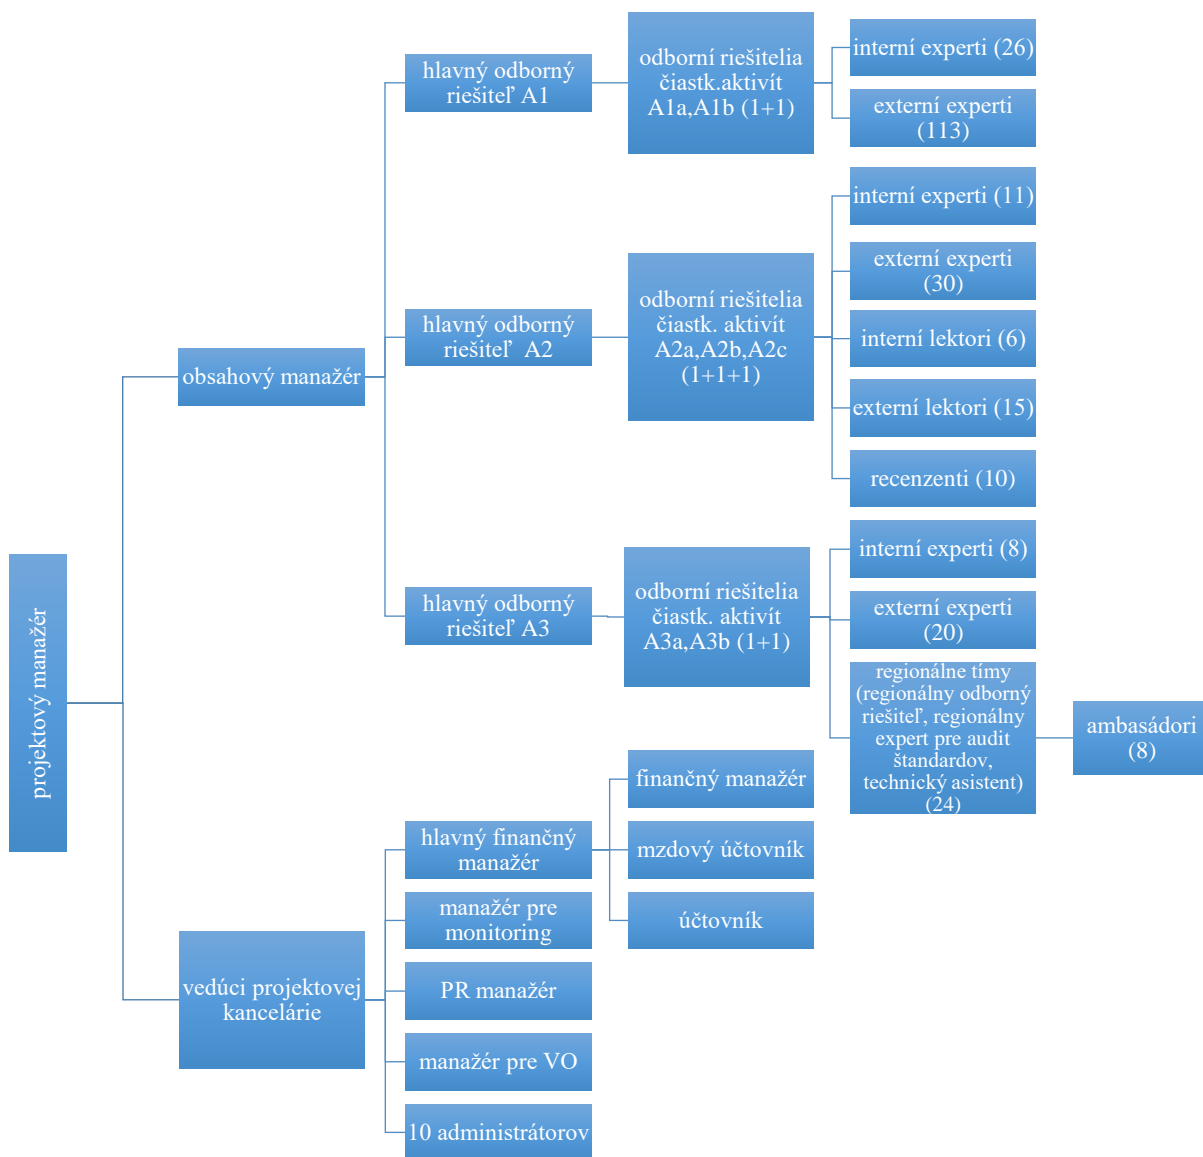 projektový manažér
obsahový manažér
hlavný odborný
riešiteľ A1
odborní riešitelia
čiastk.aktivít
A1a,A1b (1+1)
interní experti (26)
externí experti
(113)
hlavný odborný
riešiteľ  A2
odborní riešitelia
čiastk. aktivít
A2a,A2b,A2c
(1+1+1)
interní experti (11)
externí experti
(30)
interní lektori (6)
externí lektori (15)
recenzenti (10)
hlavný odborný
riešiteľ A3
odborní riešitelia
čiastk. aktivít
A3a,A3b (1+1)
interní experti (8)
externí experti
(20)
regionálne tímy
(regionálny odborný
riešiteľ, regionálny
expert pre audit
štandardov,
technický asistent)
(24)
ambasádori
(8)
vedúci projektovej
kancelárie
hlavný finančný
manažér
finančný manažér
mzdový účtovník
účtovník
manažér pre
monitoring
PR manažér
manažér pre VO
10 administrátorov